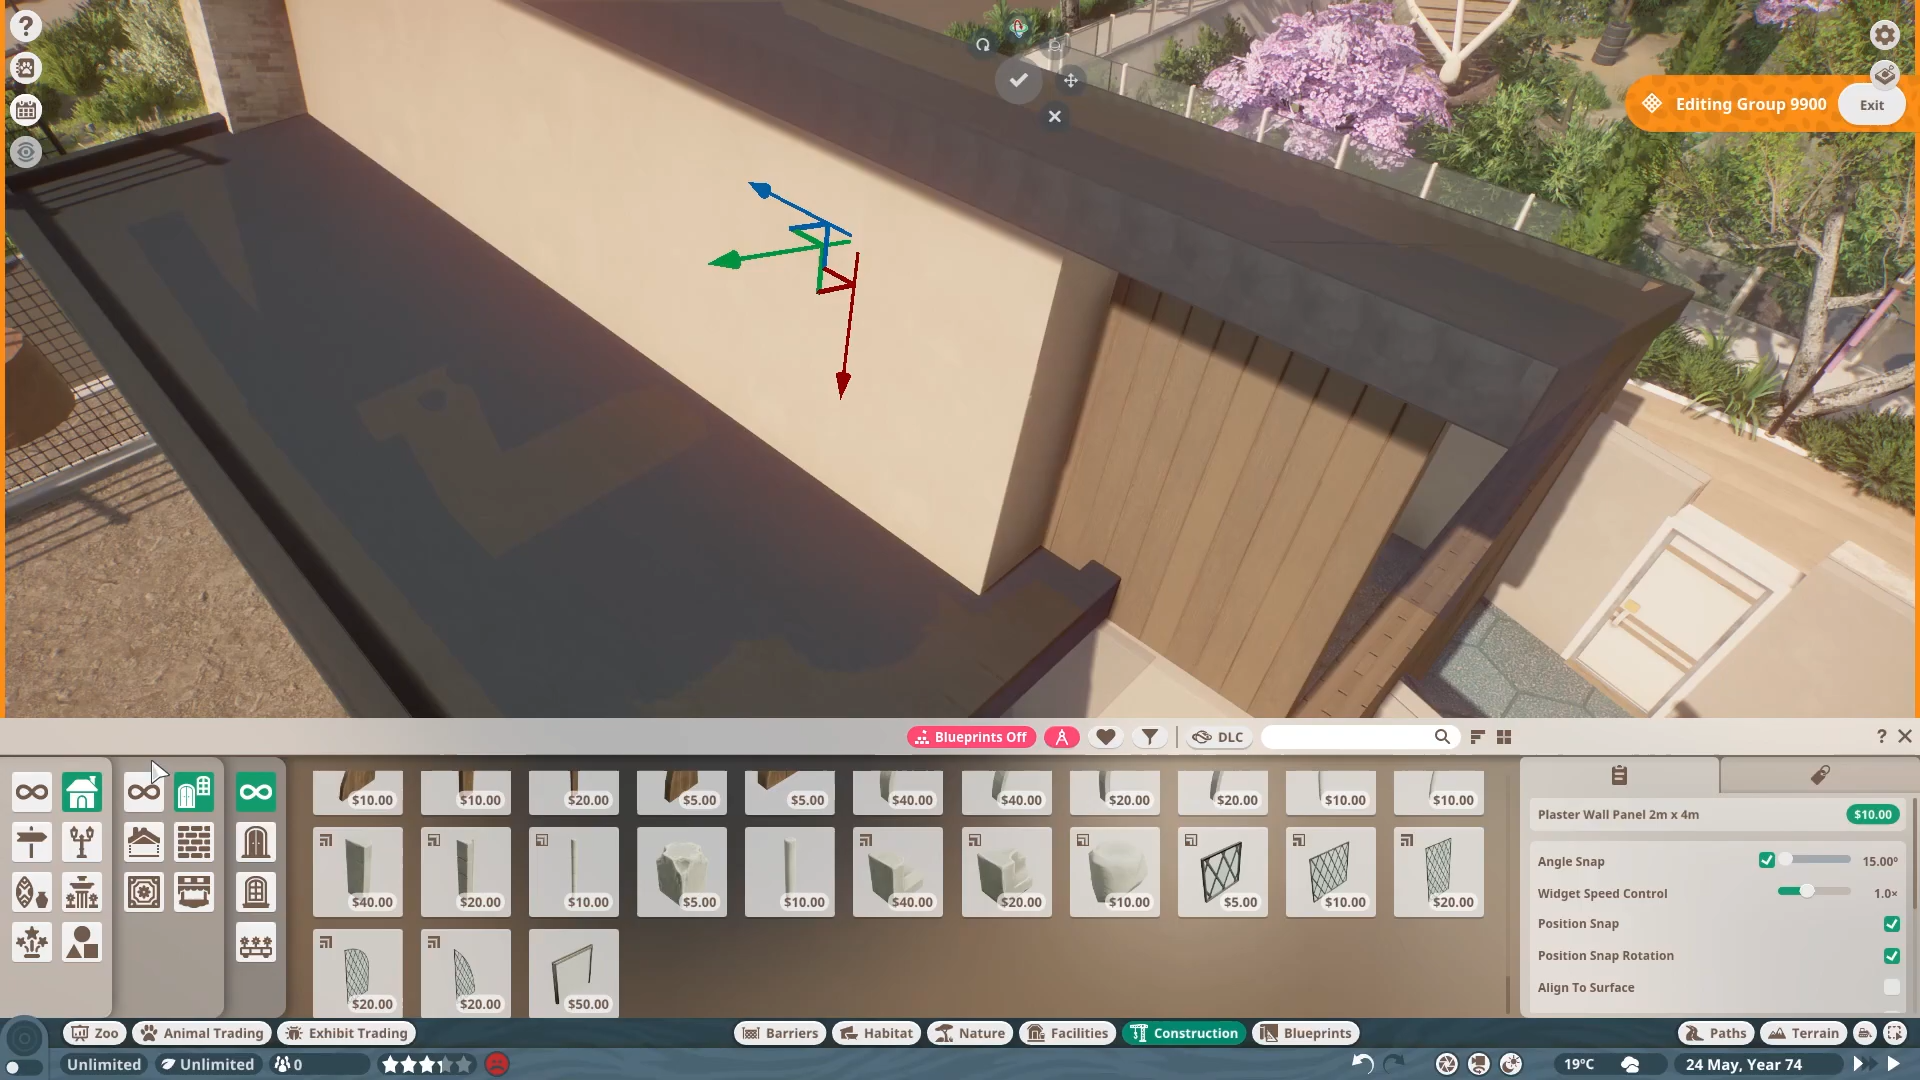 ?
Editing Group 9900
Exit
Blueprints Off
DLC
?
$10.00 $10.00 $20.00 $5.00 $5.00 $40.00 $40.00 $20.00 $20.00 $10.00 $10.00
$40.00 $20.00 $10.00 $5.00 $10.00 $40.00 $20.00 $10.00 $5.00 $10.00 $20.00
$20.00 $20.00 $50.00
Plaster Wall Panel 2m x 4m $10.00
Angle Snap 15.00°
Widget Speed Control 1.0×
Position Snap
Position Snap Rotation
Align To Surface
Zoo Animal Trading Exhibit Trading Barriers Habitat Nature Facilities Construction Blueprints Paths Terrain
Unlimited Unlimited 0 19°C 24 May, Year 74